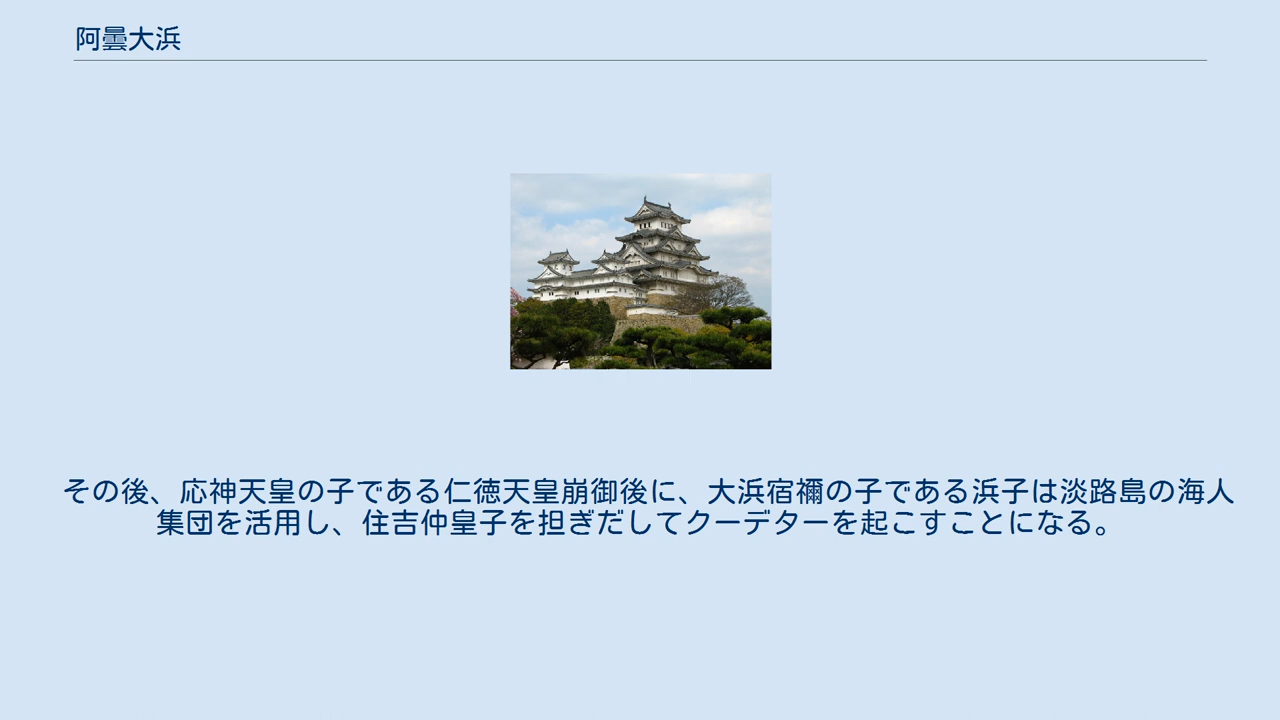 阿曇大浜
その後、応神天皇の子である仁徳天皇崩御後に、大浜宿禰の子である浜子は淡路島の海人
集団を活用し、住吉仲皇子を担ぎだしてクーデターを起こすことになる。